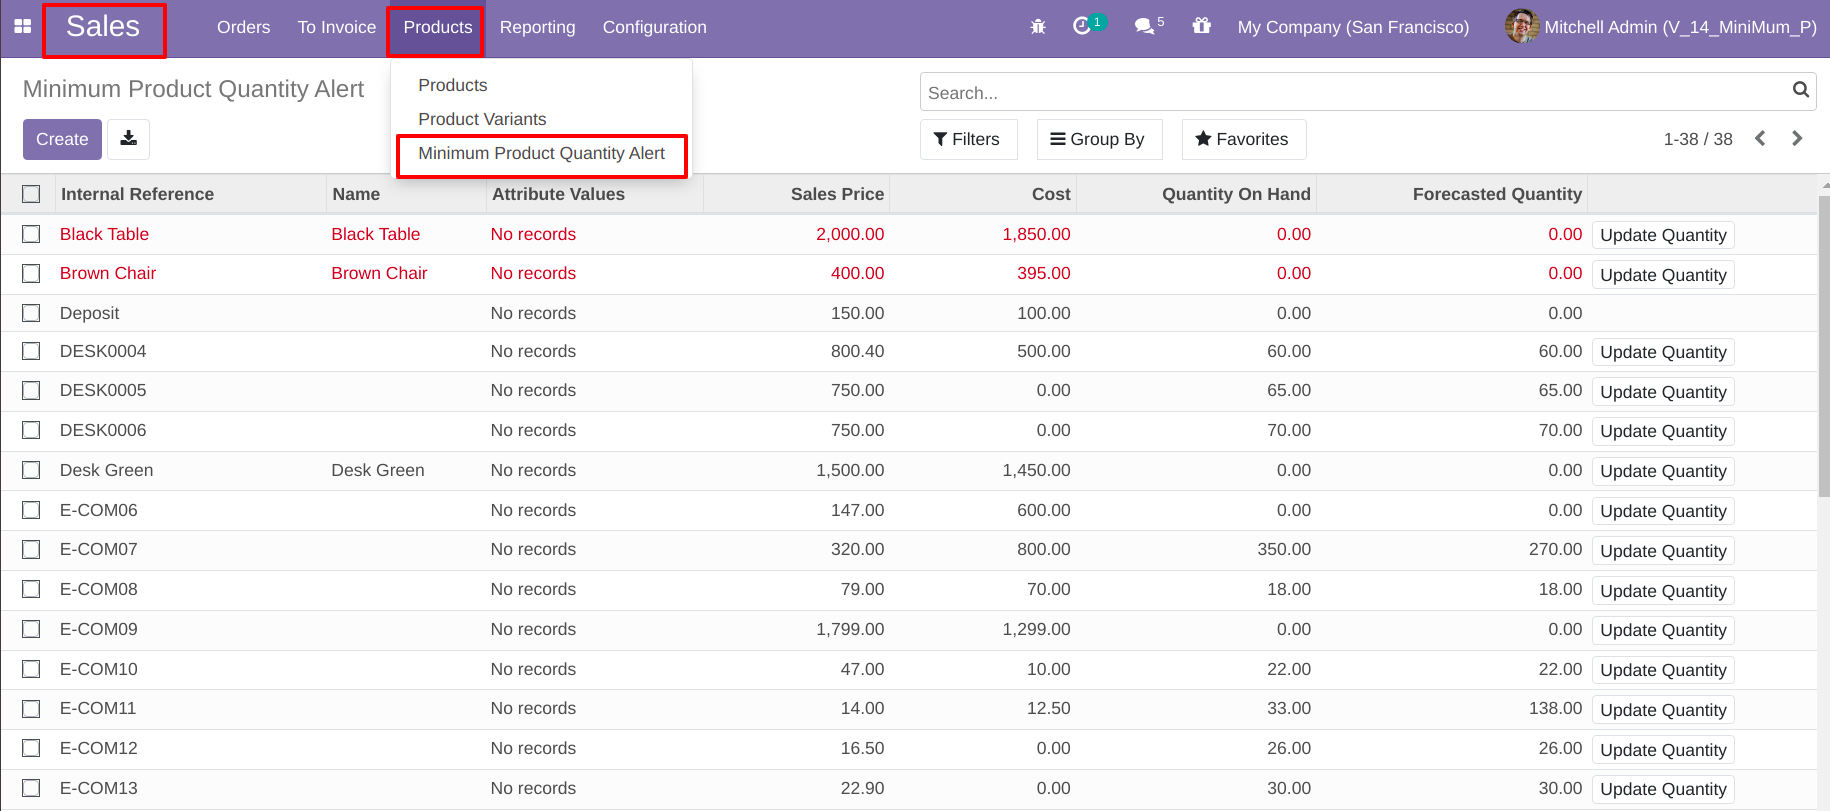 Sales Orders To Invoice Products Reporting Configuration 1 5 My Company (San Francisco) Mitchell Admin (V_14_MiniMum_P)
Minimum Product Quantity Alert
Products
Product Variants
Minimum Product Quantity Alert
Search...
Create
Filters Group By Favorites 1-38 / 38
Internal Reference Name Attribute Values Sales Price Cost Quantity On Hand Forecasted Quantity
Black Table Black Table No records 2,000.00 1,850.00 0.00 0.00 Update Quantity
Brown Chair Brown Chair No records 400.00 395.00 0.00 0.00 Update Quantity
Deposit No records 150.00 100.00 0.00 0.00
DESK0004 No records 800.40 500.00 60.00 60.00 Update Quantity
DESK0005 No records 750.00 0.00 65.00 65.00 Update Quantity
DESK0006 No records 750.00 0.00 70.00 70.00 Update Quantity
Desk Green Desk Green No records 1,500.00 1,450.00 0.00 0.00 Update Quantity
E-COM06 No records 147.00 600.00 0.00 0.00 Update Quantity
E-COM07 No records 320.00 800.00 350.00 270.00 Update Quantity
E-COM08 No records 79.00 70.00 18.00 18.00 Update Quantity
E-COM09 No records 1,799.00 1,299.00 0.00 0.00 Update Quantity
E-COM10 No records 47.00 10.00 22.00 22.00 Update Quantity
E-COM11 No records 14.00 12.50 33.00 138.00 Update Quantity
E-COM12 No records 16.50 0.00 26.00 26.00 Update Quantity
E-COM13 No records 22.90 0.00 30.00 30.00 Update Quantity